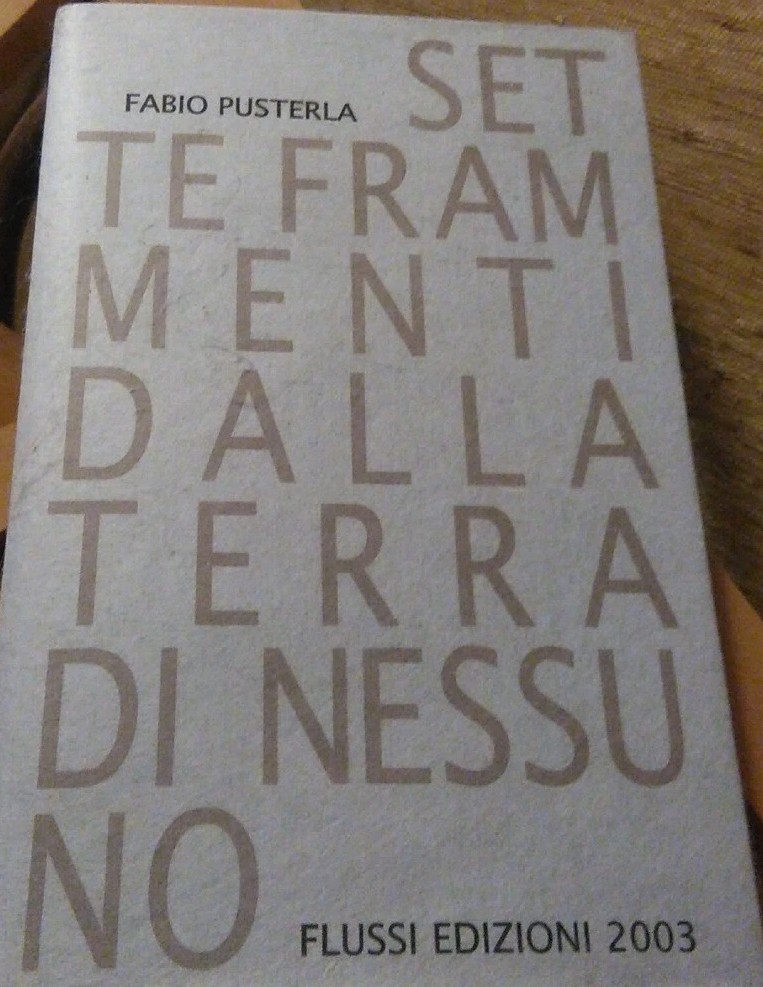 FABIO PUSTERLA
SET
TE FRAM
MENTI
DALLA
TERRA
DI NESSU
NO
FLUSSI EDIZIONI 2003